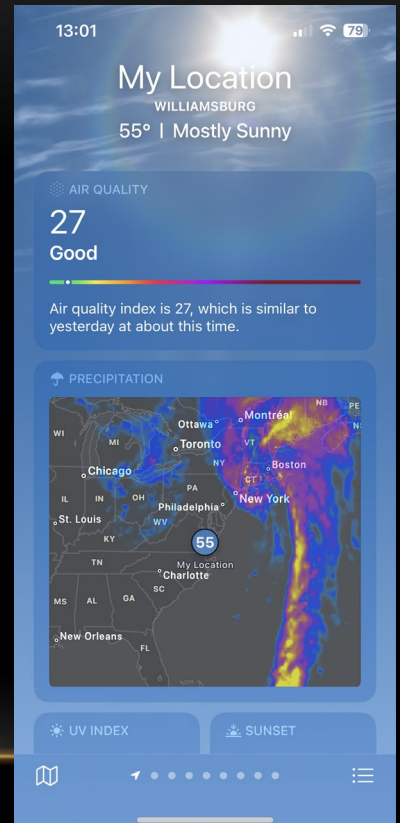 13:01
79
My Location
WILLIAMSBURG
55° | Mostly Sunny
AIR QUALITY
27
Good
Air quality index is 27, which is similar to
yesterday at about this time.
PRECIPITATION
NB
PE
Ottawa
Montréal
WI
MI
Toronto
VT
NY
Boston
Chicago
CT
PA
IL
IN
OH
New York
Philadelphia
St. Louis
WV
KY
55
My Location
TN
Charlotte
SC
MS
AL
GA
New Orleans
FL
UV INDEX
SUNSET